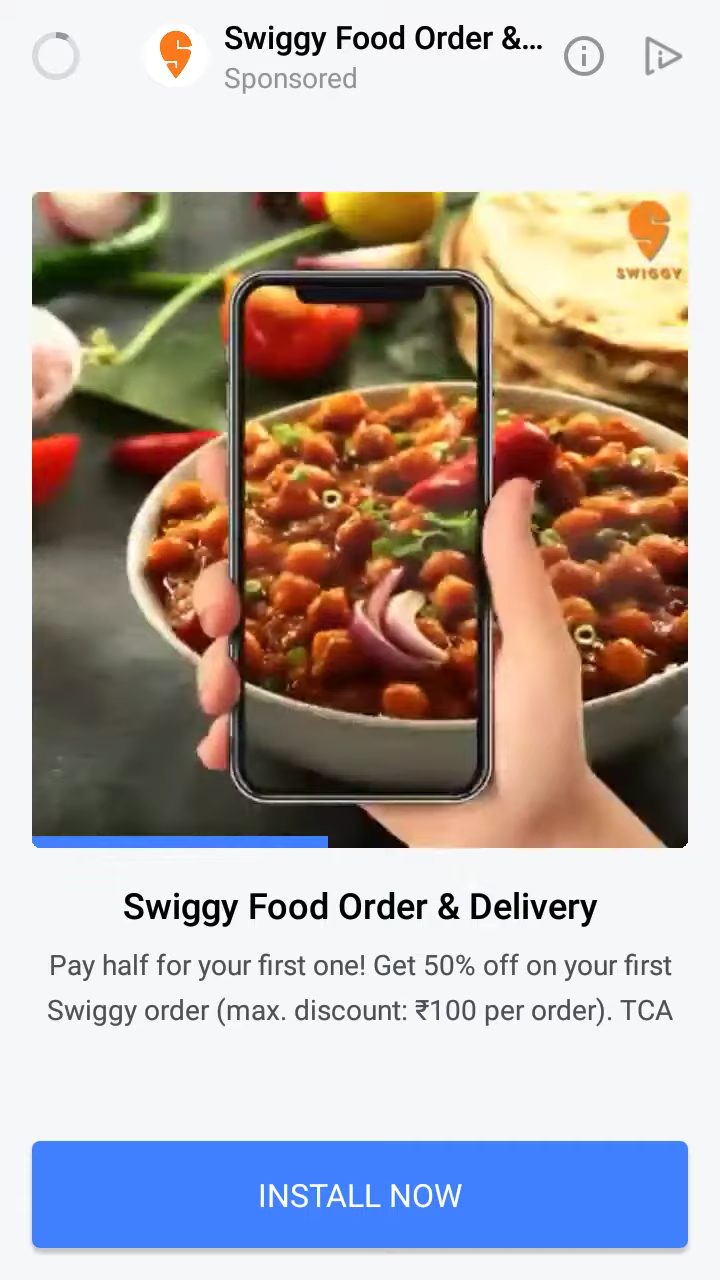 Swiggy Food Order &...
Sponsored
SWIGGY
Swiggy Food Order & Delivery
Pay half for your first one! Get 50% off on your first
Swiggy order (max. discount: ₹100 per order). TCA
INSTALL NOW